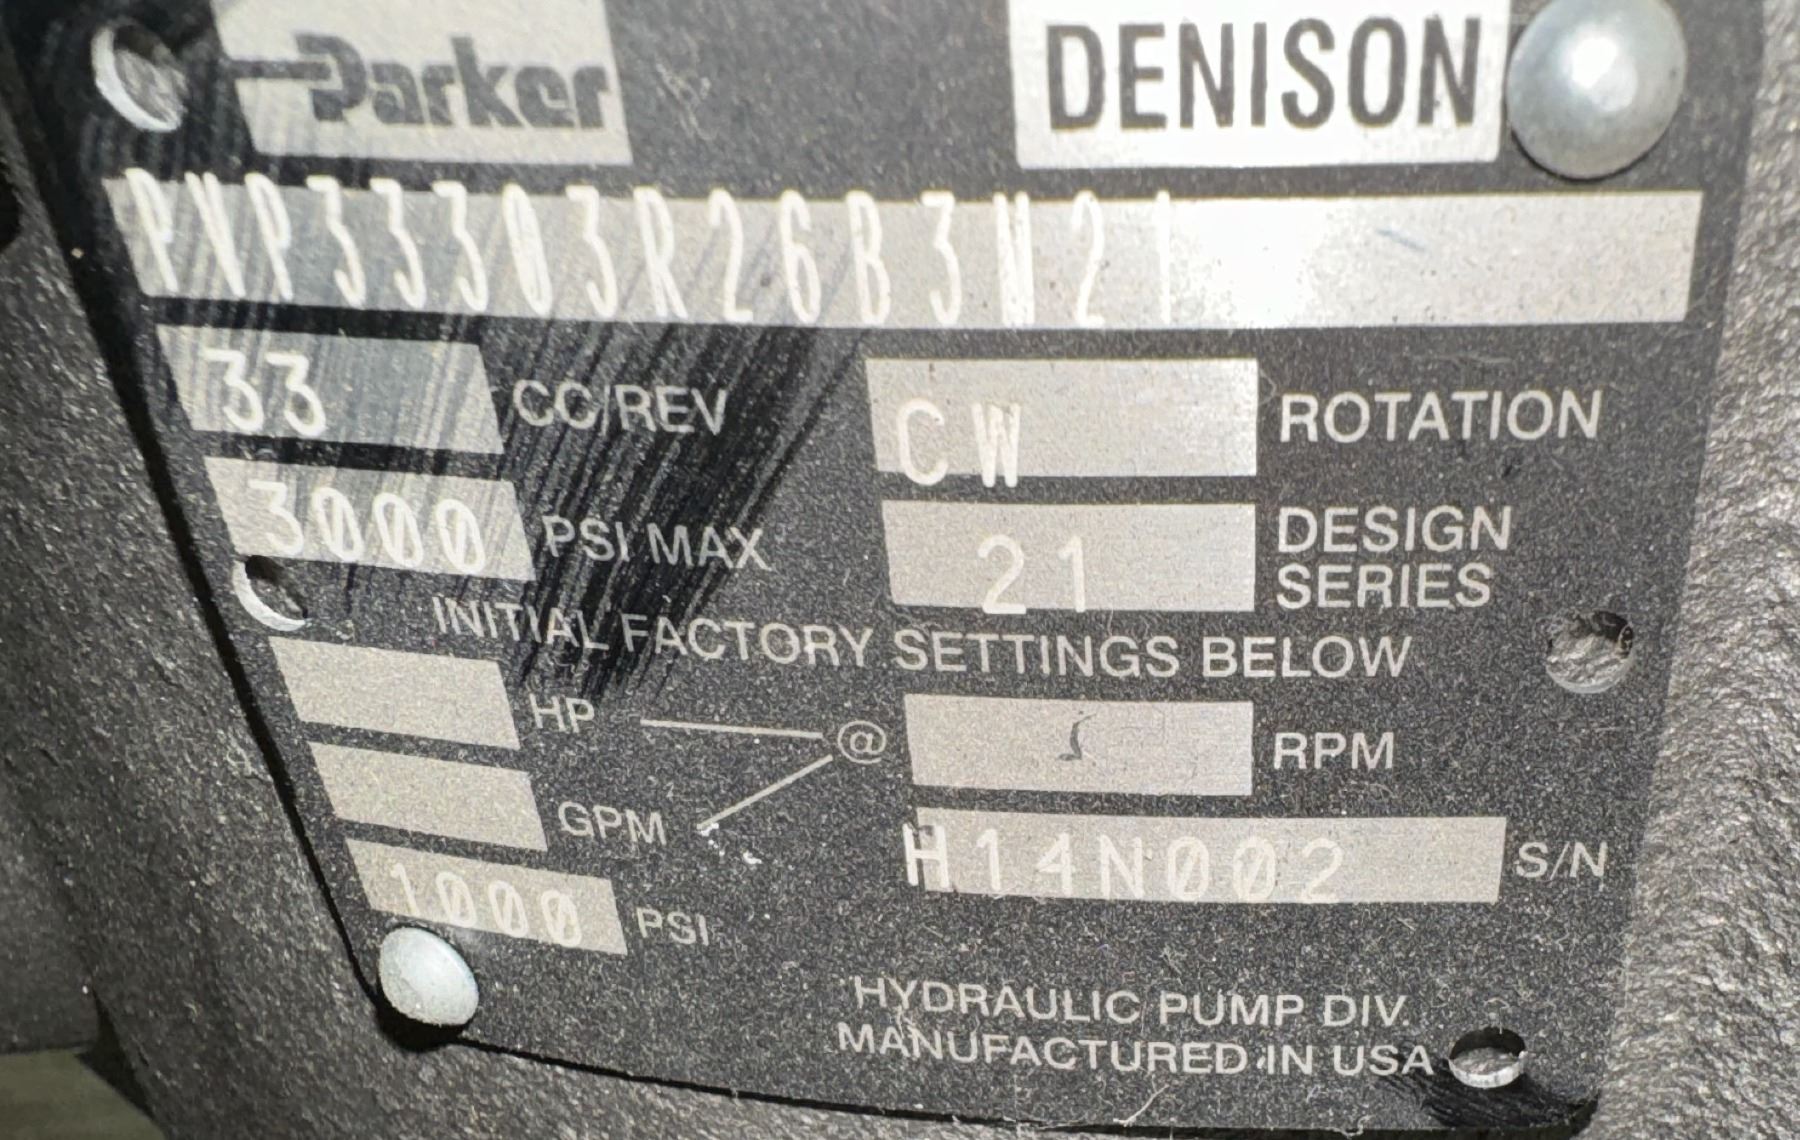 Parker
DENISON
PVP33303R26B3M21
33 CC/REV
CW ROTATION
3000 PSI MAX
21 DESIGN SERIES
INITIAL FACTORY SETTINGS BELOW
HP @ RPM
GPM
H14N002 S/N
1000 PSI
HYDRAULIC PUMP DIV.
MANUFACTURED IN USA